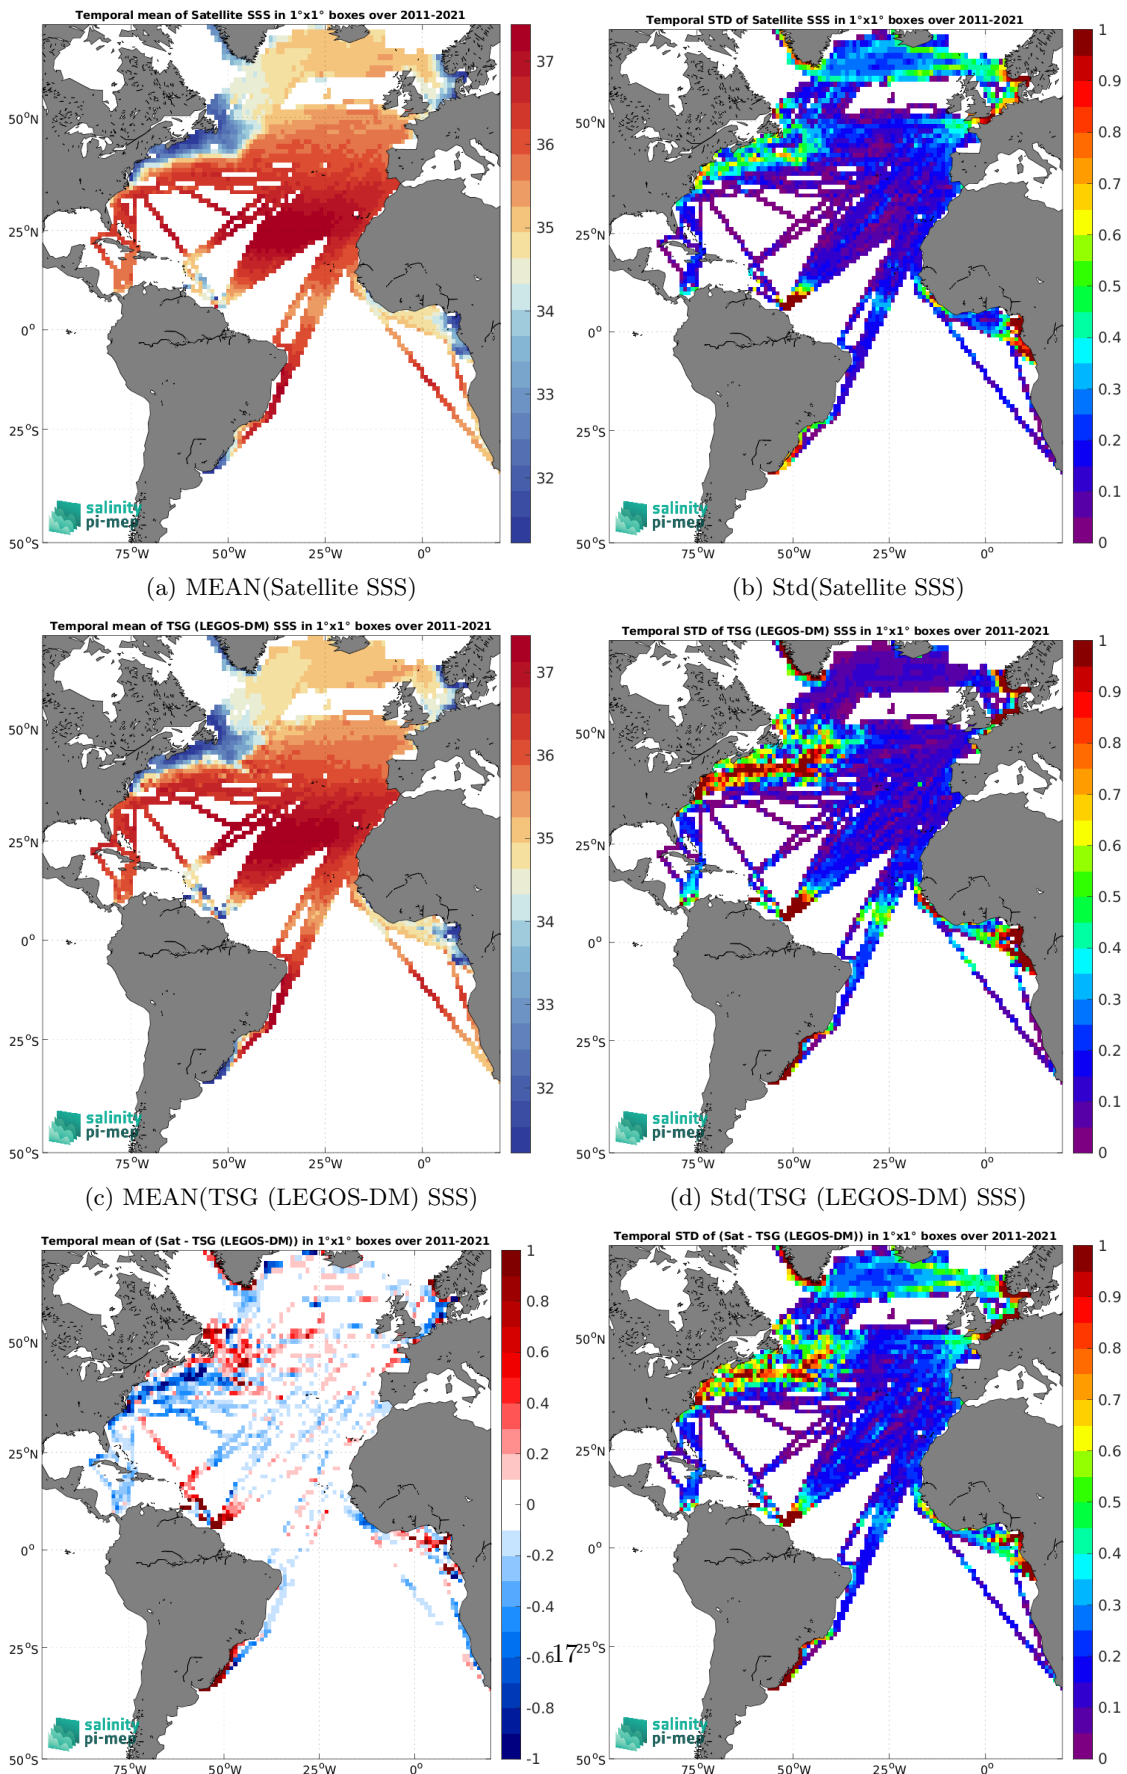 Temporal mean of Satellite SSS in 1°x1° boxes over 2011-2021
50°N
25°N
0°
25°S
50°S
75°W
50°W
25°W
0°
37
36
35
34
33
32
salinity
pi-mep
(a) MEAN(Satellite SSS)
Temporal STD of Satellite SSS in 1°x1° boxes over 2011-2021
50°N
25°N
0°
25°S
50°S
75°W
50°W
25°W
0°
1
0.9
0.8
0.7
0.6
0.5
0.4
0.3
0.2
0.1
0
salinity
pi-mep
(b) Std(Satellite SSS)
Temporal mean of TSG (LEGOS-DM) SSS in 1°x1° boxes over 2011-2021
50°N
25°N
0°
25°S
50°S
75°W
50°W
25°W
0°
37
36
35
34
33
32
salinity
pi-mep
(c) MEAN(TSG (LEGOS-DM) SSS)
Temporal STD of TSG (LEGOS-DM) SSS in 1°x1° boxes over 2011-2021
50°N
25°N
0°
25°S
50°S
75°W
50°W
25°W
0°
1
0.9
0.8
0.7
0.6
0.5
0.4
0.3
0.2
0.1
0
salinity
pi-mep
(d) Std(TSG (LEGOS-DM) SSS)
Temporal mean of (Sat - TSG (LEGOS-DM)) in 1°x1° boxes over 2011-2021
50°N
25°N
0°
25°S
50°S
75°W
50°W
25°W
0°
1
0.8
0.6
0.4
0.2
0
-0.2
-0.4
-0.6
-0.8
-1
salinity
pi-mep
Temporal STD of (Sat - TSG (LEGOS-DM)) in 1°x1° boxes over 2011-2021
50°N
25°N
0°
25°S
50°S
75°W
50°W
25°W
0°
1
0.9
0.8
0.7
0.6
0.5
0.4
0.3
0.2
0.1
0
salinity
pi-mep
17